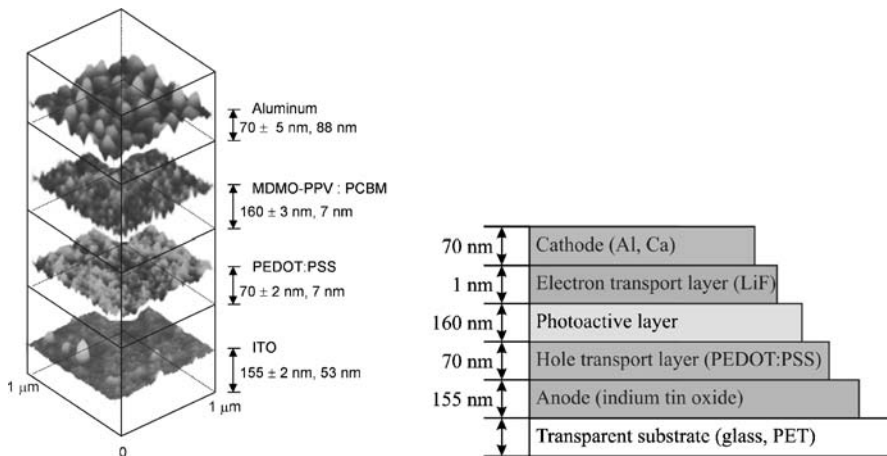 Aluminum
70 ± 5 nm, 88 nm
MDMO-PPV : PCBM
160 ± 3 nm, 7 nm
PEDOT:PSS
70 ± 2 nm, 7 nm
ITO
155 ± 2 nm, 53 nm
1 μm
1 μm
0
70 nm Cathode (Al, Ca)
1 nm Electron transport layer (LiF)
160 nm Photoactive layer
70 nm Hole transport layer (PEDOT:PSS)
155 nm Anode (indium tin oxide)
Transparent substrate (glass, PET)